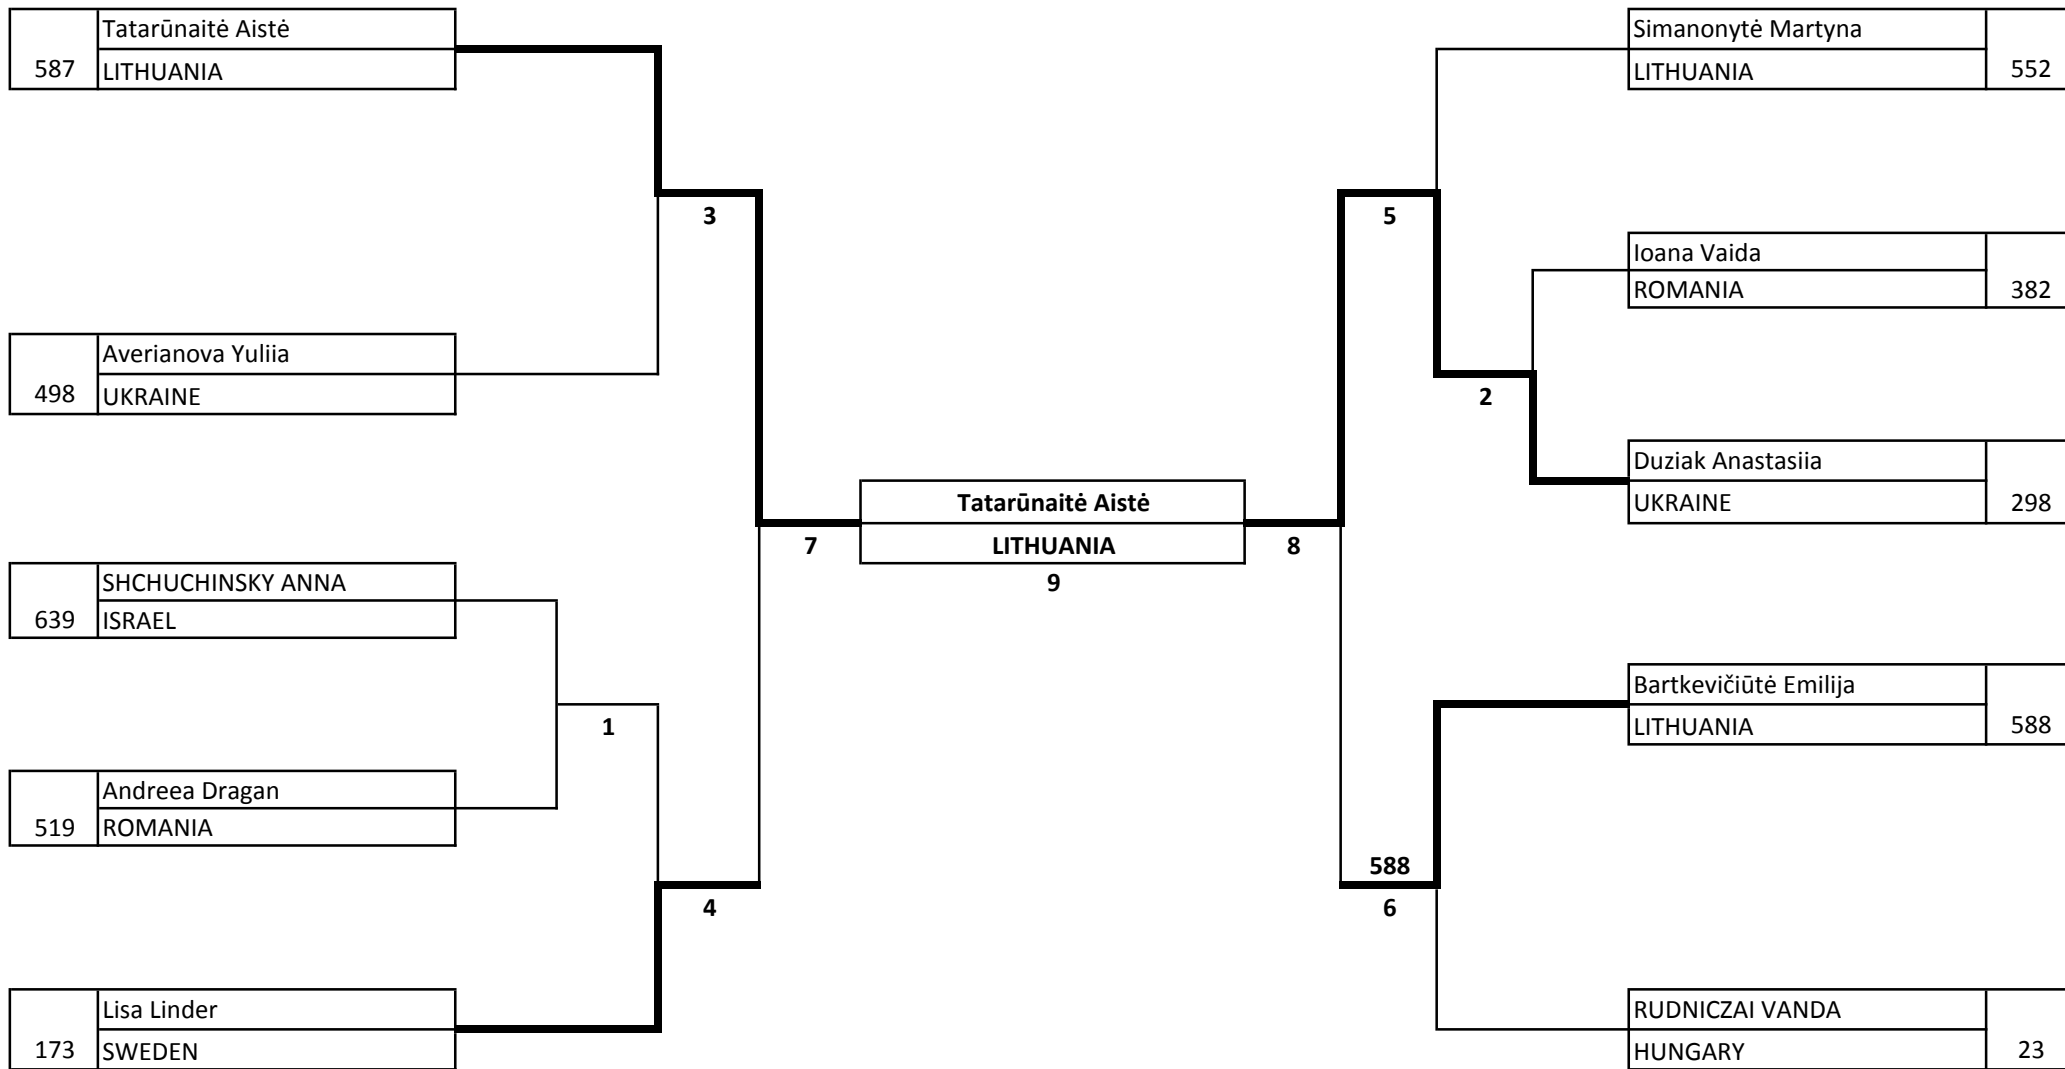 Tatarūnaitė Aistė
587 LITHUANIA
Averianova Yuliia
498 UKRAINE
SHCHUCHINSKY ANNA
639 ISRAEL
Andreea Dragan
519 ROMANIA
Lisa Linder
173 SWEDEN
3
1
4
7
Tatarūnaitė Aistė
LITHUANIA
9
8
5
2
588
6
Simanonytė Martyna
LITHUANIA 552
Ioana Vaida
ROMANIA 382
Duziak Anastasiia
UKRAINE 298
Bartkevičiūtė Emilija
LITHUANIA 588
RUDNICZAI VANDA
HUNGARY 23